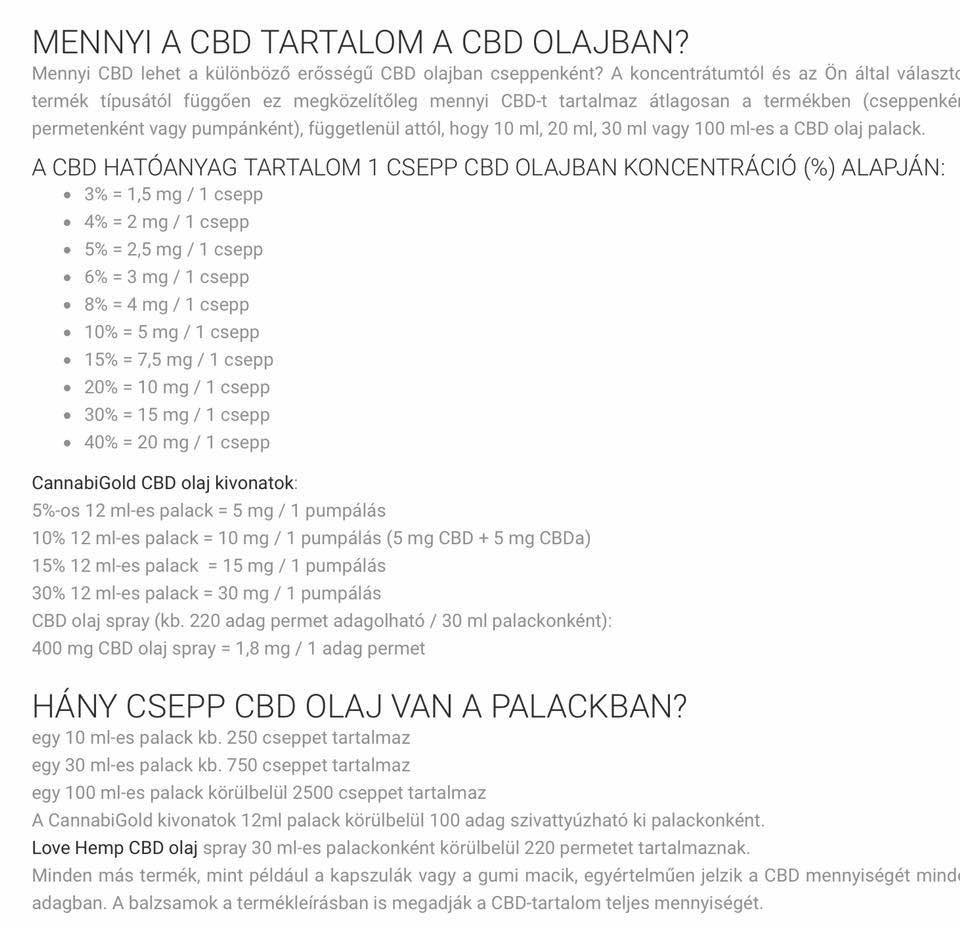 MENNYI A CBD TARTALOM A CBD OLAJBAN?
Mennyi CBD lehet a különböző erősségű CBD olajban cseppenként? A koncentrátumtól és az Ön által
termék típusától függően ez megközelítőleg mennyi CBD-t tartalmaz átlagosan a termékben
permetenként vagy pumpánként), függetlenül attól, hogy 10 ml, 20 ml, 30 ml vagy 100 ml-es a CBD olaj palack.
A CBD HATÓANYAG TARTALOM 1 CSEPP CBD OLAJBAN KONCENTRÁCIÓ (%) ALAPJÁN:
• 3% = 1,5 mg / 1 csepp
• 4% = 2 mg / 1 csepp
• 5% = 2,5 mg / 1 csepp
• 6% = 3 mg / 1 csepp
• 8% = 4 mg / 1 csepp
• 10% = 5 mg / 1 csepp
• 15% = 7,5 mg / 1 csepp
• 20% = 10 mg / 1 csepp
• 30% = 15 mg / 1 csepp
• 40% = 20 mg / 1 csepp
CannabiGold CBD olaj kivonatok:
5%-os 12 ml-es palack = 5 mg / 1 pumpálás
10% 12 ml-es palack = 10 mg / 1 pumpálás (5 mg CBD + 5 mg CBDa)
15% 12 ml-es palack = 15 mg / 1 pumpálás
30% 12 ml-es palack = 30 mg / 1 pumpálás
CBD olaj spray (kb. 220 adag permet adagolható / 30 ml palackonként):
400 mg CBD olaj spray = 1,8 mg / 1 adag permet
HÁNY CSEPP CBD OLAJ VAN A PALACKBAN?
egy 10 ml-es palack kb. 250 cseppet tartalmaz
egy 30 ml-es palack kb. 750 cseppet tartalmaz
egy 100 ml-es palack körülbelül 2500 cseppet tartalmaz
A CannabiGold kivonatok 12ml palack körülbelül 100 adag szivattyúzható ki palackonként.
Love Hemp CBD olaj spray 30 ml-es palackonként körülbelül 220 permetet tartalmaznak.
Minden más termék, mint például a kapszulák vagy a gumi macik, egyértelműen jelzik a CBD mennyiségét
adagban. A balzsamok a termékleírásban is megadják a CBD-tartalom teljes mennyiségét.